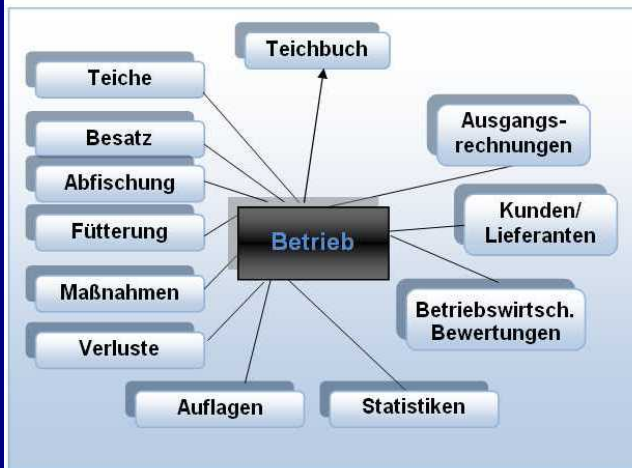 Teichbuch
Teiche
Besatz
Abfischung
Fütterung
Maßnahmen
Verluste
Auflagen
Statistiken
Betrieb
Ausgangs-
rechnungen
Kunden/
Lieferanten
Betriebswirtsch.
Bewertungen